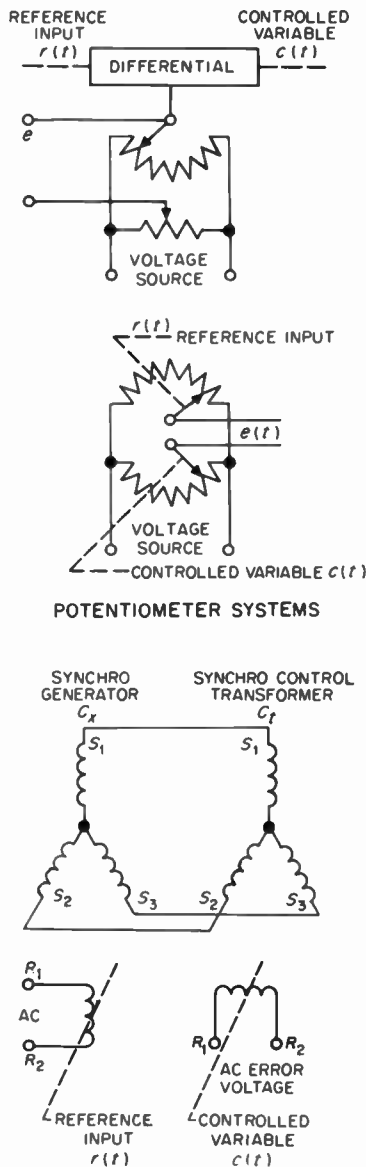 REFERENCE
INPUT
r(t)
CONTROLLED
VARIABLE
c(t)
DIFFERENTIAL
e
VOLTAGE
SOURCE
r(t)
REFERENCE INPUT
e(t)
VOLTAGE
SOURCE
CONTROLLED VARIABLE c(t)
POTENTIOMETER SYSTEMS
SYNCHRO
GENERATOR
Cx
SYNCHRO CONTROL
TRANSFORMER
Ct
S1
S1
S2
S3
S2
S3
R1
AC
R2
R1
R2
AC ERROR
VOLTAGE
REFERENCE
INPUT
r(t)
CONTROLLED
VARIABLE
c(t)